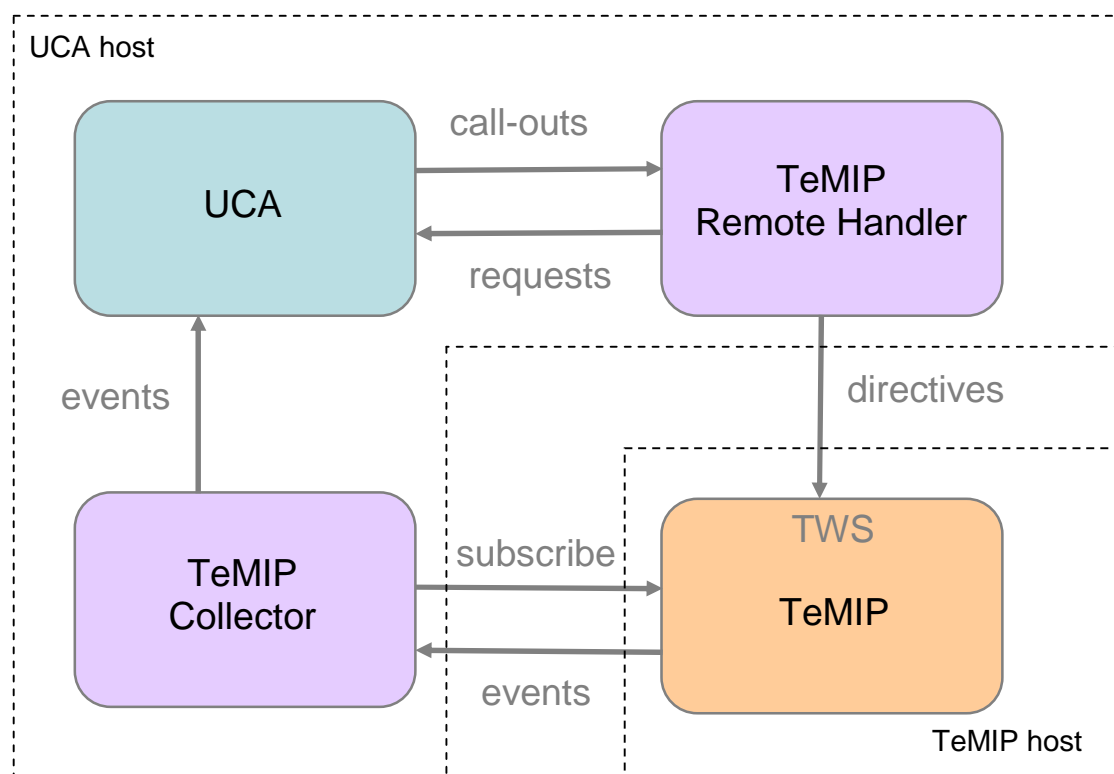 UCA host
call-outs
UCA
TeMIP
Remote Handler
requests
events
directives
TeMIP
Collector
subscribe
TWS
TeMIP
events
TeMIP host